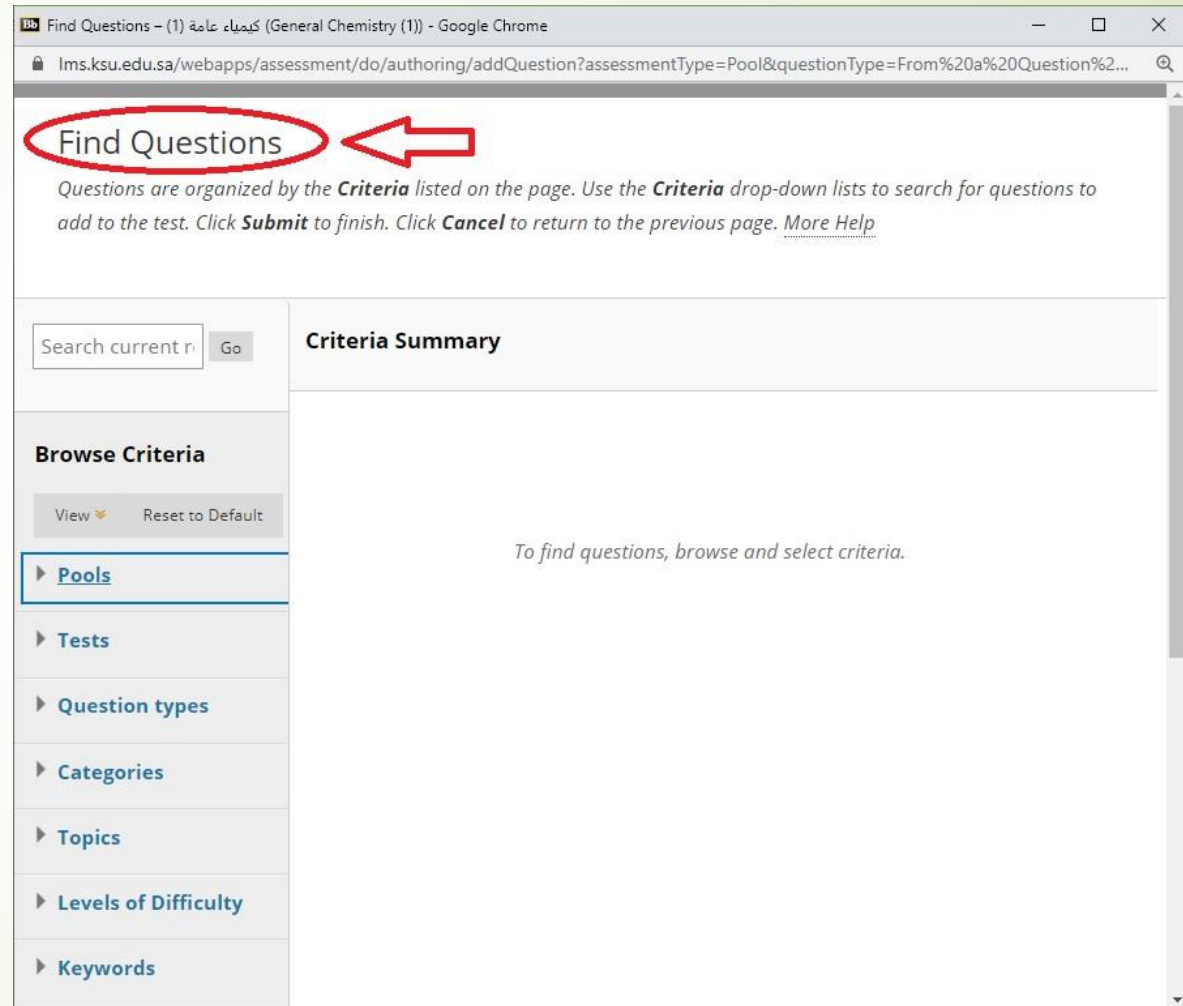 Bb Find Questions – كيمياء عامة (1) (General Chemistry (1)) - Google Chrome
lms.ksu.edu.sa/webapps/assessment/do/authoring/addQuestion?assessmentType=Pool&questionType=From%20a%20Question%2...
Find Questions
Questions are organized by the Criteria listed on the page. Use the Criteria drop-down lists to search for questions to
add to the test. Click Submit to finish. Click Cancel to return to the previous page. More Help
Search current r
Go
Criteria Summary
Browse Criteria
View
Reset to Default
To find questions, browse and select criteria.
Pools
Tests
Question types
Categories
Topics
Levels of Difficulty
Keywords